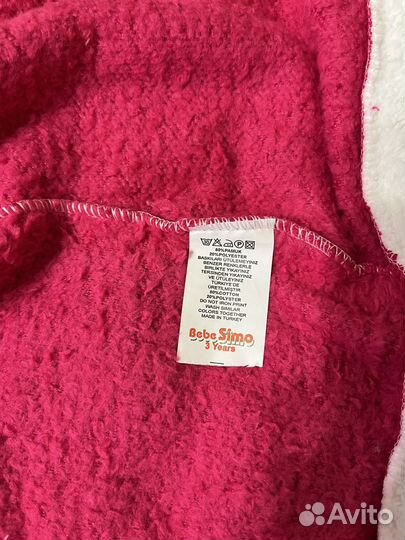 80%PAMUK
20%POLYESTER
BASKILARI ÜTÜLEMEYİNİZ
BENZER RENKLERLE
BİRLİKTE YIKAYINIZ
TERSİNDEN YIKAYINIZ
VE ÜTÜLEYİNİZ
TÜRKİYE DE
ÜRETİLMİŞTİR
80%COTTON
20%POLYSTER
DO NOT IRON PRINT
WASH SIMILAR
COLORS TOGETHER
MADE IN TURKEY
Bebe Simo
3 Years
Avito